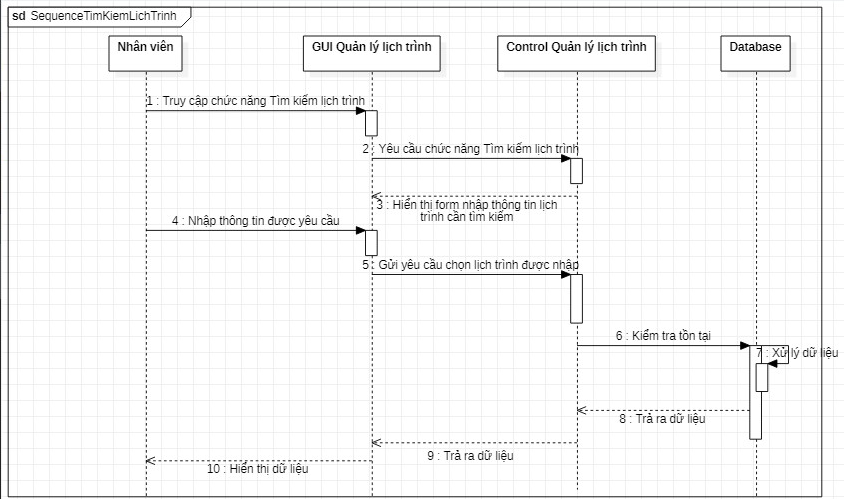 sd SequenceTimKiemLichTrinh
Nhân viên
GUI Quản lý lịch trình
Control Quản lý lịch trình
Database
1 : Truy cập chức năng Tìm kiếm lịch trình
2 : Yêu cầu chức năng Tìm kiếm lịch trình
3 : Hiển thị form nhập thông tin lịch
trình cần tìm kiếm
4 : Nhập thông tin được yêu cầu
5 : Gửi yêu cầu chọn lịch trình được nhập
6 : Kiểm tra tồn tại
7 : Xử lý dữ liệu
8 : Trả ra dữ liệu
9 : Trả ra dữ liệu
10 : Hiển thị dữ liệu